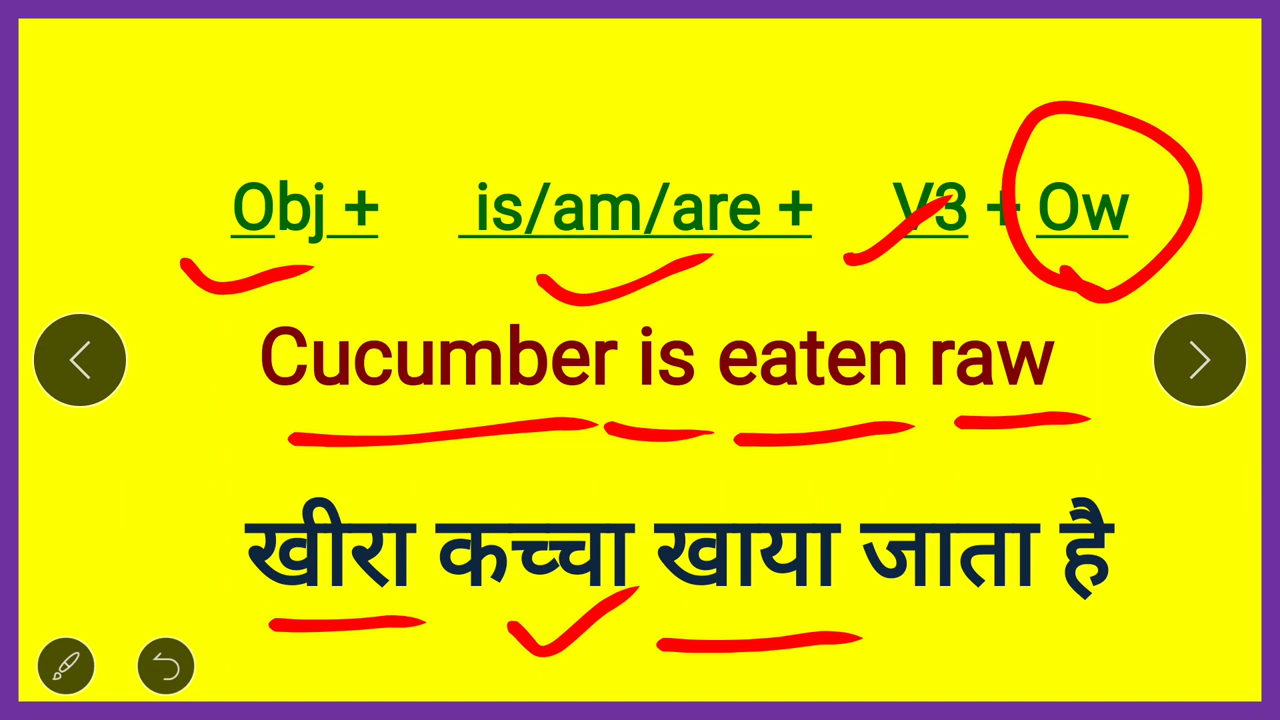 Obj + is/am/are + V3 + Ow
Cucumber is eaten raw
खीरा कच्चा खाया जाता है